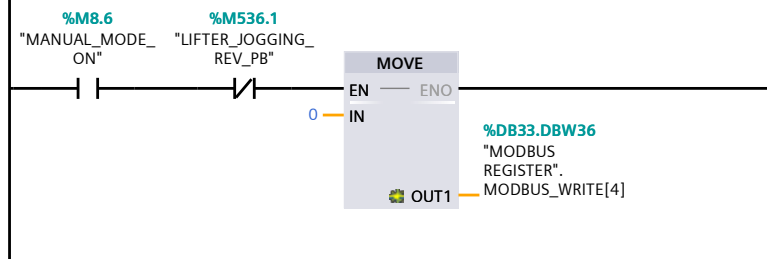 %M8.6
"MANUAL_MODE_
ON"
%M536.1
"LIFTER_JOGGING_
REV_PB"
MOVE
EN
ENO
0
IN
OUT1
%DB33.DBW36
"MODBUS
REGISTER".
MODBUS_WRITE[4]